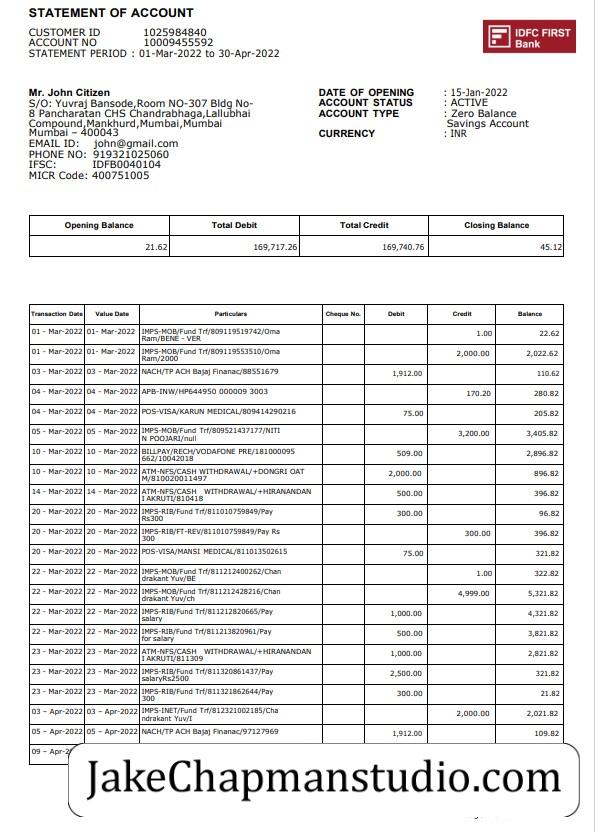 STATEMENT OF ACCOUNT
CUSTOMER ID 1025984840
ACCOUNT NO 10009455592
STATEMENT PERIOD : 01-Mar-2022 to 30-Apr-2022
IDFC FIRST
Bank
Mr. John Citizen
S/O: Yuvraj Bansode,Room NO-307 Bldg No-
8 Pancharatan CHS Chandrabhaga,Lallubhai
Compound,Mankhurd,Mumbai,Mumbai
Mumbai – 400043
EMAIL ID: john@gmail.com
PHONE NO: 919321025060
IFSC: IDFB0040104
MICR Code: 400751005
DATE OF OPENING : 15-Jan-2022
ACCOUNT STATUS : ACTIVE
ACCOUNT TYPE : Zero Balance
Savings Account
CURRENCY : INR
Opening Balance Total Debit Total Credit Closing Balance
21.62 169,717.26 169,740.76 45.12
Transaction Date Value Date Particulars Cheque No. Debit Credit Balance
01 - Mar-2022 01- Mar-2022 IMPS-MOB/Fund Trf/809119519742/Oma 1.00 22.62
Ram/BENE - VER
01 - Mar-2022 01 - Mar-2022 IMPS-MOB/Fund Trf/809119553510/Oma 2,000.00 2,022.62
Ram/2000
03 - Mar-2022 03 - Mar-2022 NACH/TP ACH Bajaj Finanac/88551679 1,912.00 110.62
04 - Mar-2022 04 - Mar-2022 APB-INW/HP644950 000009 3003 170.20 280.82
04 - Mar-2022 04 - Mar-2022 POS-VISA/KARUN MEDICAL/809414290216 75.00 205.82
05 - Mar-2022 05 - Mar-2022 IMPS-MOB/Fund Trf/809521437177/NITI 3,200.00 3,405.82
N POOJARI/null
10 - Mar-2022 10 - Mar-2022 BILLPAY/RECH/VODAFONE PRE/181000095 509.00 2,896.82
662/10042018
10 - Mar-2022 10 - Mar-2022 ATM-NFS/CASH WITHDRAWAL/+DONGRI OAT 2,000.00 896.82
M/810020011497
14 - Mar-2022 14 - Mar-2022 ATM-NFS/CASH WITHDRAWAL/+HIRANANDAN 500.00 396.82
I AKRUTI/810418
20 - Mar-2022 20 - Mar-2022 IMPS-RIB/Fund Trf/811010759849/Pay 300.00 96.82
Rs300
20 - Mar-2022 20 - Mar-2022 IMPS-RIB/FT-REV/811010759849/Pay Rs 300.00 396.82
300
20 - Mar-2022 20 - Mar-2022 POS-VISA/MANSI MEDICAL/811013502615 75.00 321.82
22 - Mar-2022 22 - Mar-2022 IMPS-MOB/Fund Trf/811212400262/Chan 1.00 322.82
drakant Yuv/BE
22 - Mar-2022 22 - Mar-2022 IMPS-MOB/Fund Trf/811212428216/Chan 4,999.00 5,321.82
drakant Yuv/ch
22 - Mar-2022 22 - Mar-2022 IMPS-RIB/Fund Trf/811212820665/Pay 1,000.00 4,321.82
salary
22 - Mar-2022 22 - Mar-2022 IMPS-RIB/Fund Trf/811213820961/Pay 500.00 3,821.82
for salary
23 - Mar-2022 23 - Mar-2022 ATM-NFS/CASH WITHDRAWAL/+HIRANANDAN 1,000.00 2,821.82
I AKRUTI/811309
23 - Mar-2022 23 - Mar-2022 IMPS-RIB/Fund Trf/811320861437/Pay 2,500.00 321.82
salaryRs2500
23 - Mar-2022 23 - Mar-2022 IMPS-RIB/Fund Trf/811321862644/Pay 300.00 21.82
300
03 – Apr-2022 03 – Apr-2022 IMPS-INET/Fund Trf/812321002185/Cha 2,000.00 2,021.82
ndrakant Yuv/I
05 – Apr-2022 05 – Apr-2022 NACH/TP ACH Bajaj Finanac/97127969 1,912.00 109.82
09 – Apr-2
JakeChapmanstudio.com